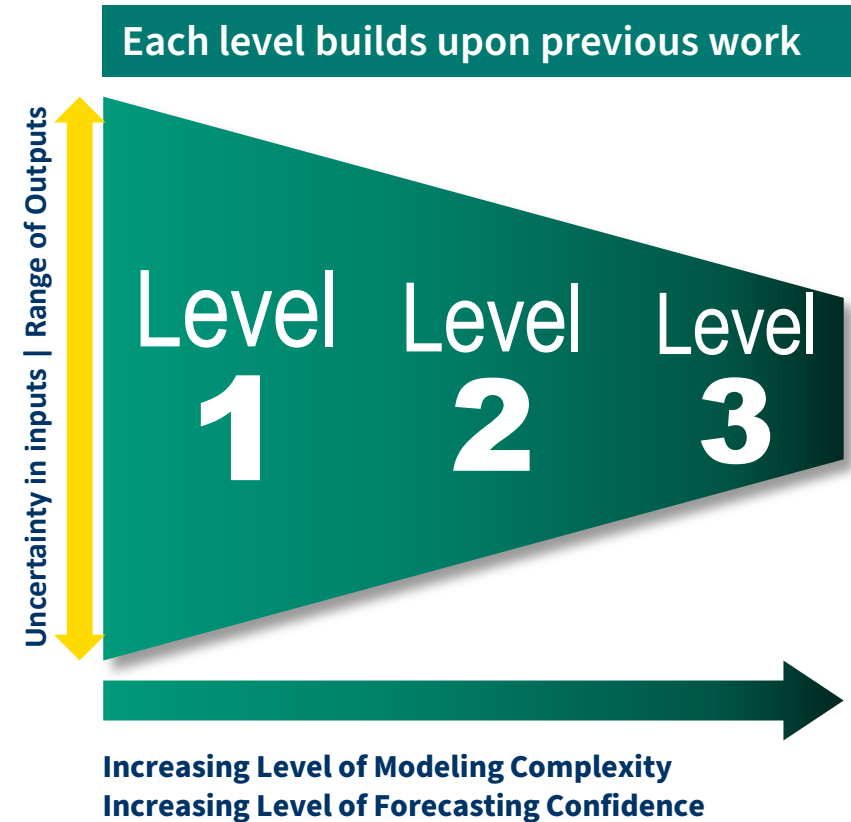 Each level builds upon previous work
Uncertainty in inputs | Range of Outputs
Level
1
Level
2
Level
3
Increasing Level of Modeling Complexity
Increasing Level of Forecasting Confidence